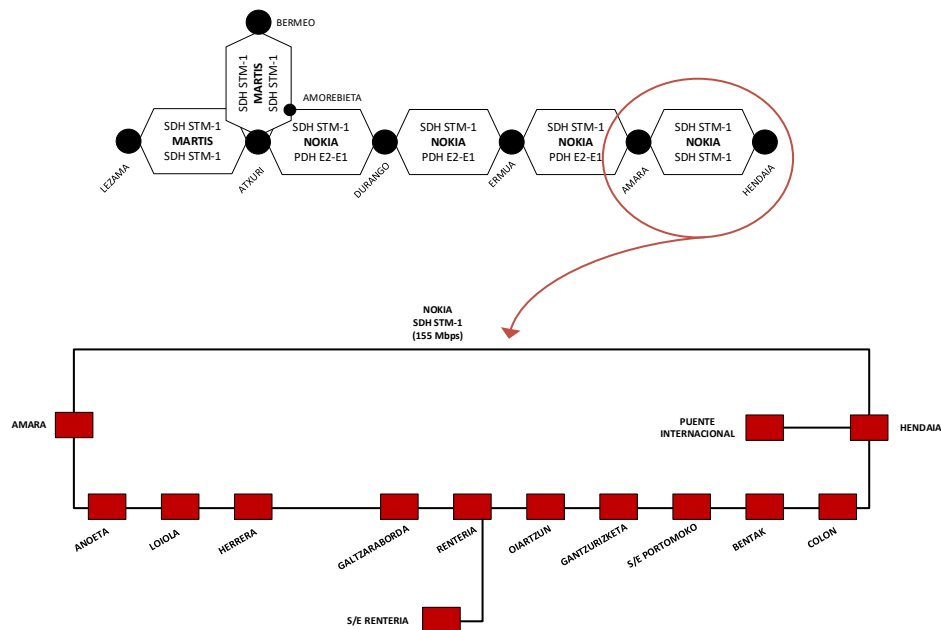 BERMEO
SDH STM-1
MARTIS
SDH STM-1
AMOREBIETA
SDH STM-1
MARTIS
SDH STM-1
SDH STM-1
NOKIA
PDH E2-E1
SDH STM-1
NOKIA
PDH E2-E1
SDH STM-1
NOKIA
PDH E2-E1
SDH STM-1
NOKIA
SDH STM-1
LEZAMA
ATXURI
DURANGO
ERMUA
AMARA
HENDAIA
NOKIA
SDH STM-1
(155 Mbps)
AMARA
PUENTE
INTERNACIONAL
HENDAIA
ANOETA
LOIOLA
HERRERA
GALTZARABORDA
RENTERIA
OIARTZUN
GANTZURIZKETA
S/E PORTOMOKO
BENTAK
COLON
S/E RENTERIA